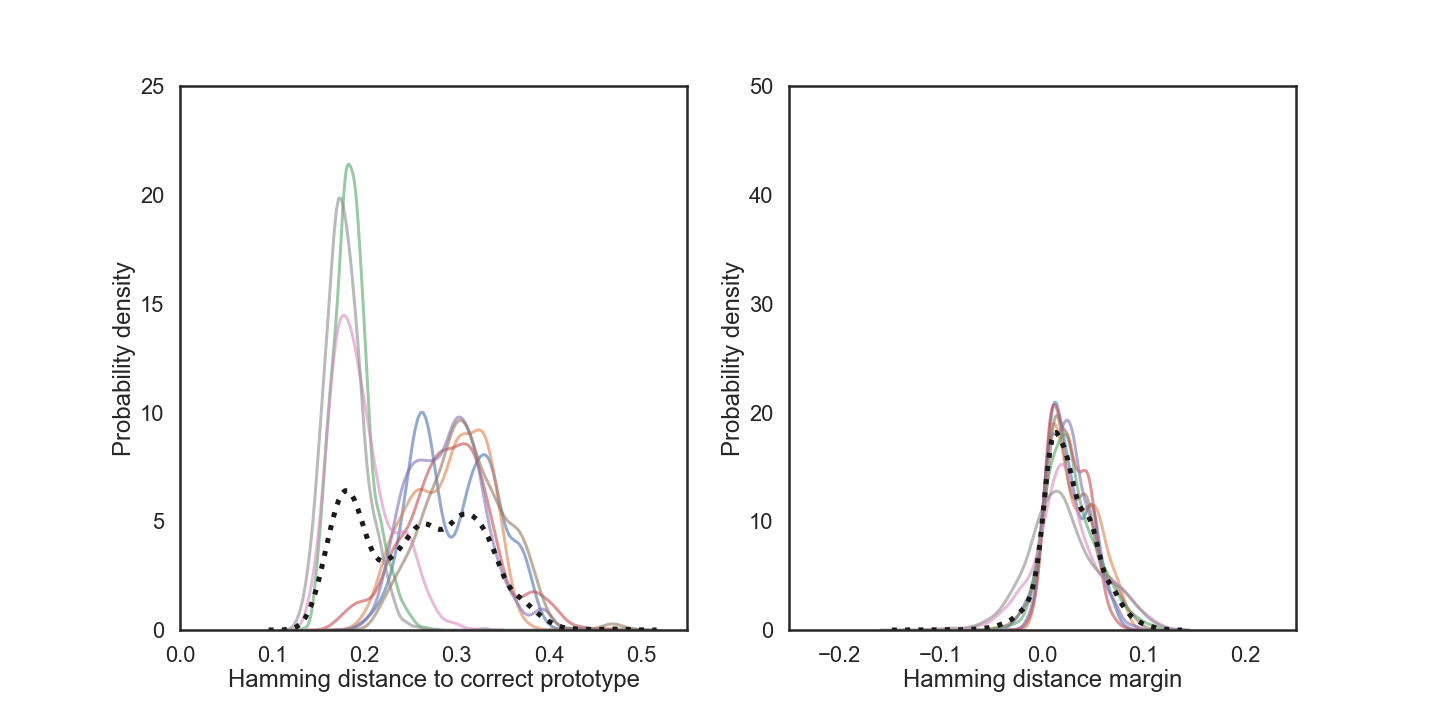 25
20
15
10
5
0
Probability density
0.0 0.1 0.2 0.3 0.4 0.5
Hamming distance to correct prototype
50
40
30
20
10
0
Probability density
−0.2 −0.1 0.0 0.1 0.2
Hamming distance margin